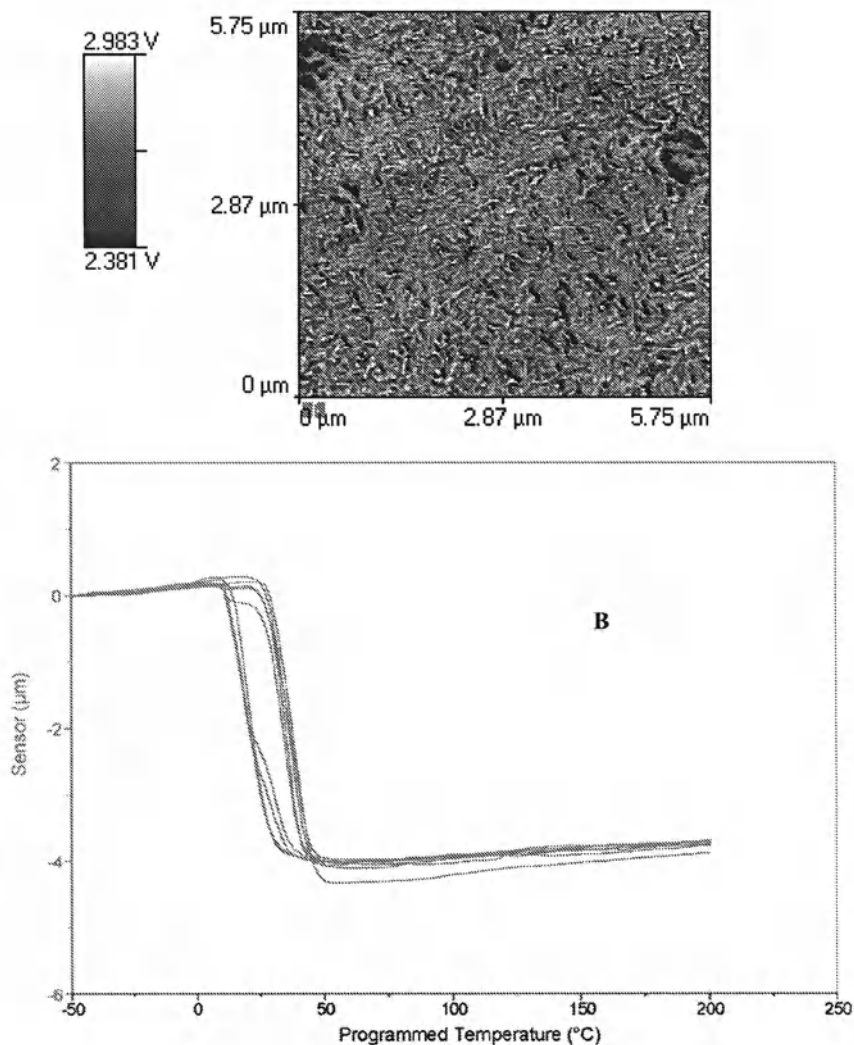 2.983 V
2.381 V
5.75 µm
2.87 µm
0 µm
A
0 µm
2.87 µm
5.75 µm
2
0
-2
-4
-6
Sensor (µm)
B
-50
0
50
100
150
200
250
Programmed Temperature (°C)